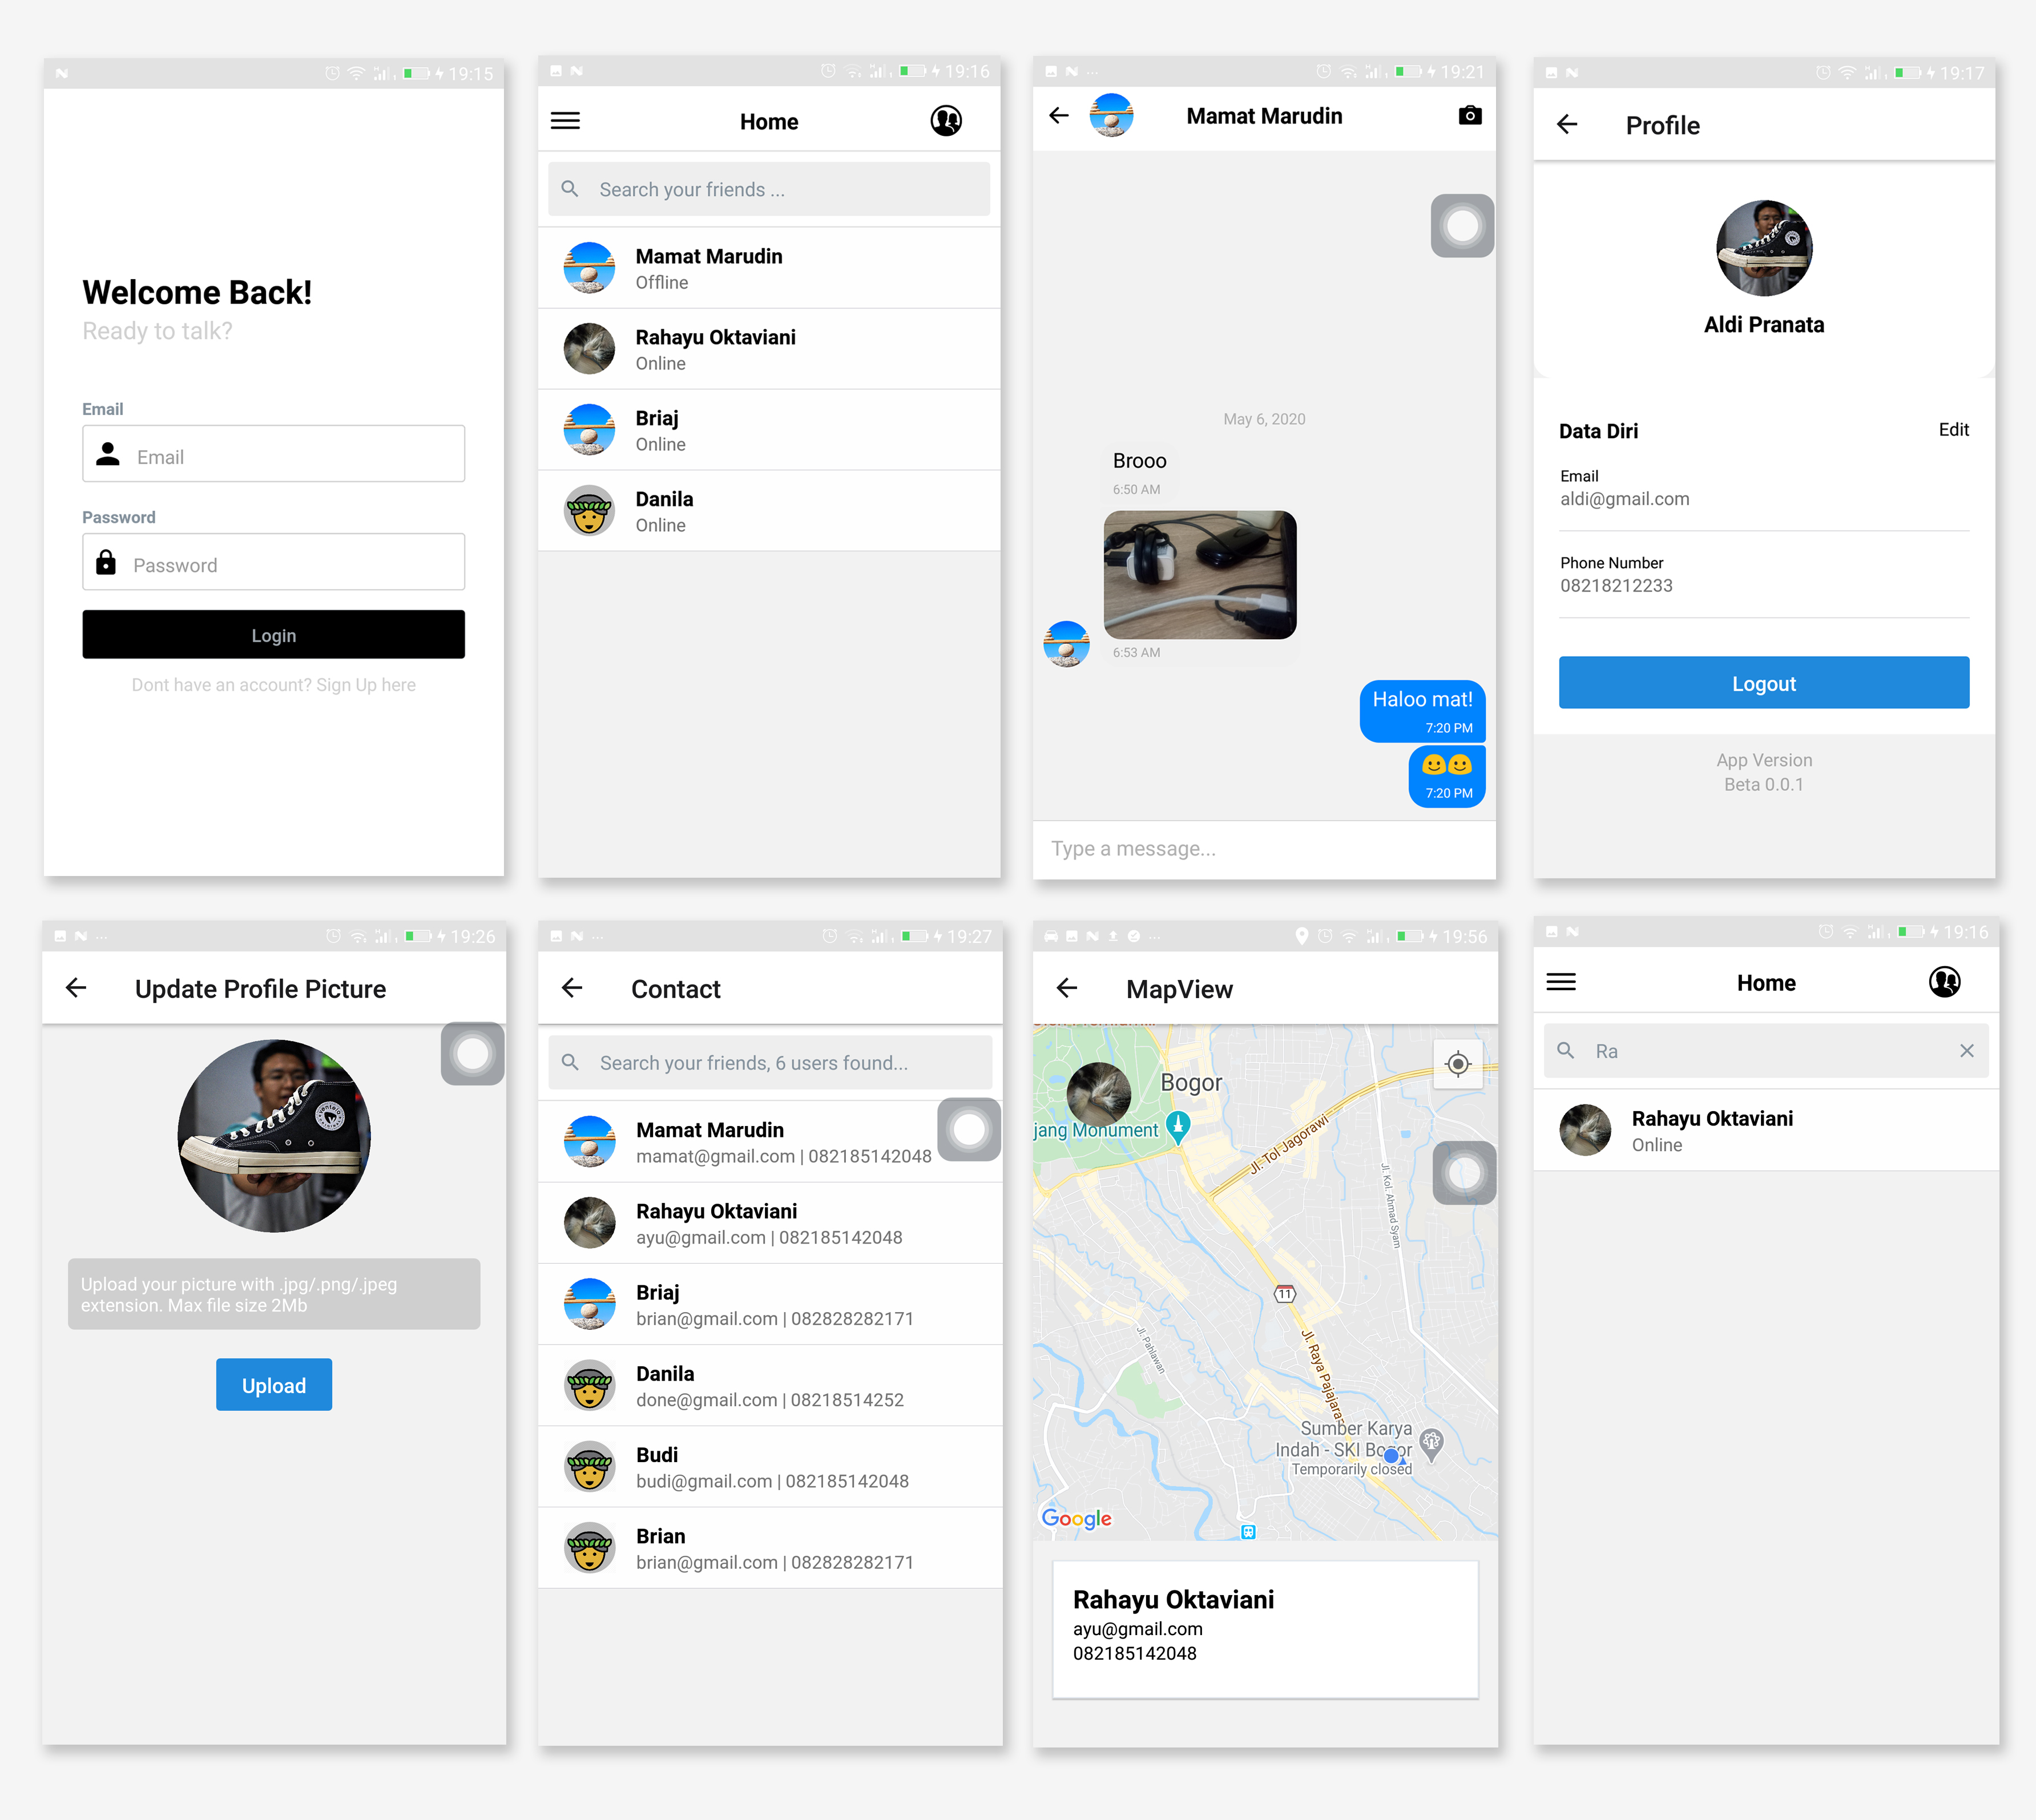 19:15
Welcome Back!
Ready to talk?
Email
Email
Password
Password
Login
Dont have an account? Sign Up here
19:16
Home
Search your friends ...
Mamat Marudin
Offline
Rahayu Oktaviani
Online
Briaj
Online
Danila
Online
19:21
Mamat Marudin
May 6, 2020
Brooo
6:50 AM
6:53 AM
Haloo mat!
7:20 PM
7:20 PM
Type a message...
19:17
Profile
Aldi Pranata
Data Diri Edit
Email
aldi@gmail.com
Phone Number
08218212233
Logout
App Version
Beta 0.0.1
19:26
Update Profile Picture
Upload your picture with .jpg/.png/.jpeg
extension. Max file size 2Mb
Upload
19:27
Contact
Search your friends, 6 users found...
Mamat Marudin
mamat@gmail.com | 082185142048
Rahayu Oktaviani
ayu@gmail.com | 082185142048
Briaj
brian@gmail.com | 082828282171
Danila
done@gmail.com | 08218514252
Budi
budi@gmail.com | 082185142048
Brian
brian@gmail.com | 082828282171
19:56
MapView
Bogor
jang Monument
Jl. Tol Jagorawi
Jl. Kol. Ahmad Syam
11
Jl. Pahlawan
Jl. Raya Pajajaran
Sumber Karya
Indah - SKI Bogor
Temporarily closed
Google
Rahayu Oktaviani
ayu@gmail.com
082185142048
19:16
Home
Ra
Rahayu Oktaviani
Online